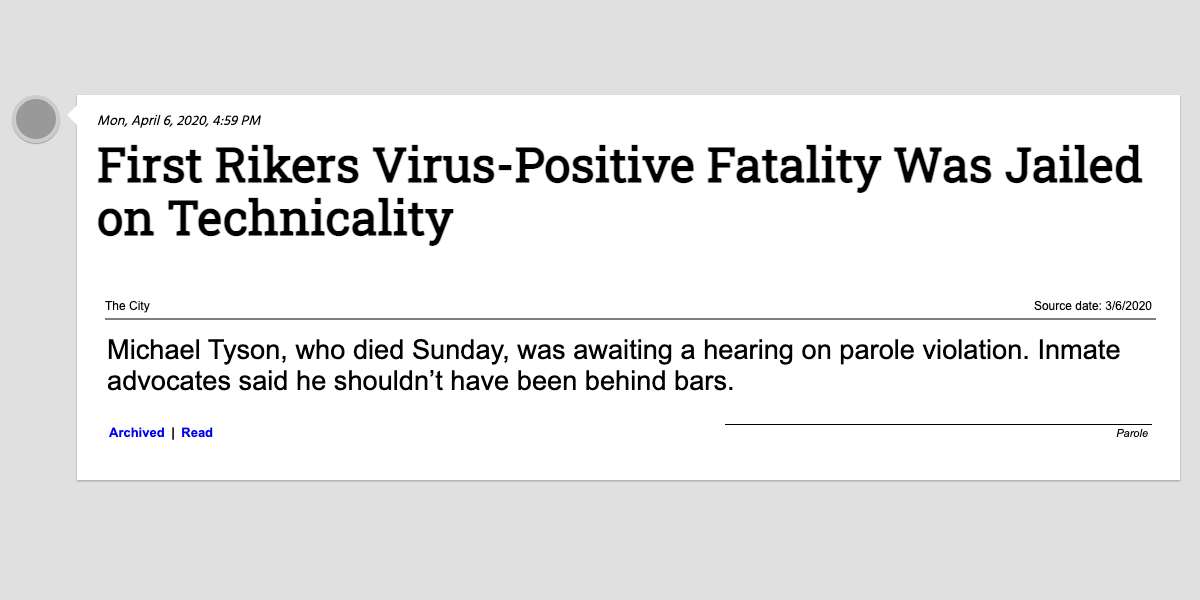 Mon, April 6, 2020, 4:59 PM
First Rikers Virus-Positive Fatality Was Jailed
on Technicality
The City
Source date: 3/6/2020
Michael Tyson, who died Sunday, was awaiting a hearing on parole violation. Inmate
advocates said he shouldn’t have been behind bars.
Archived | Read
Parole